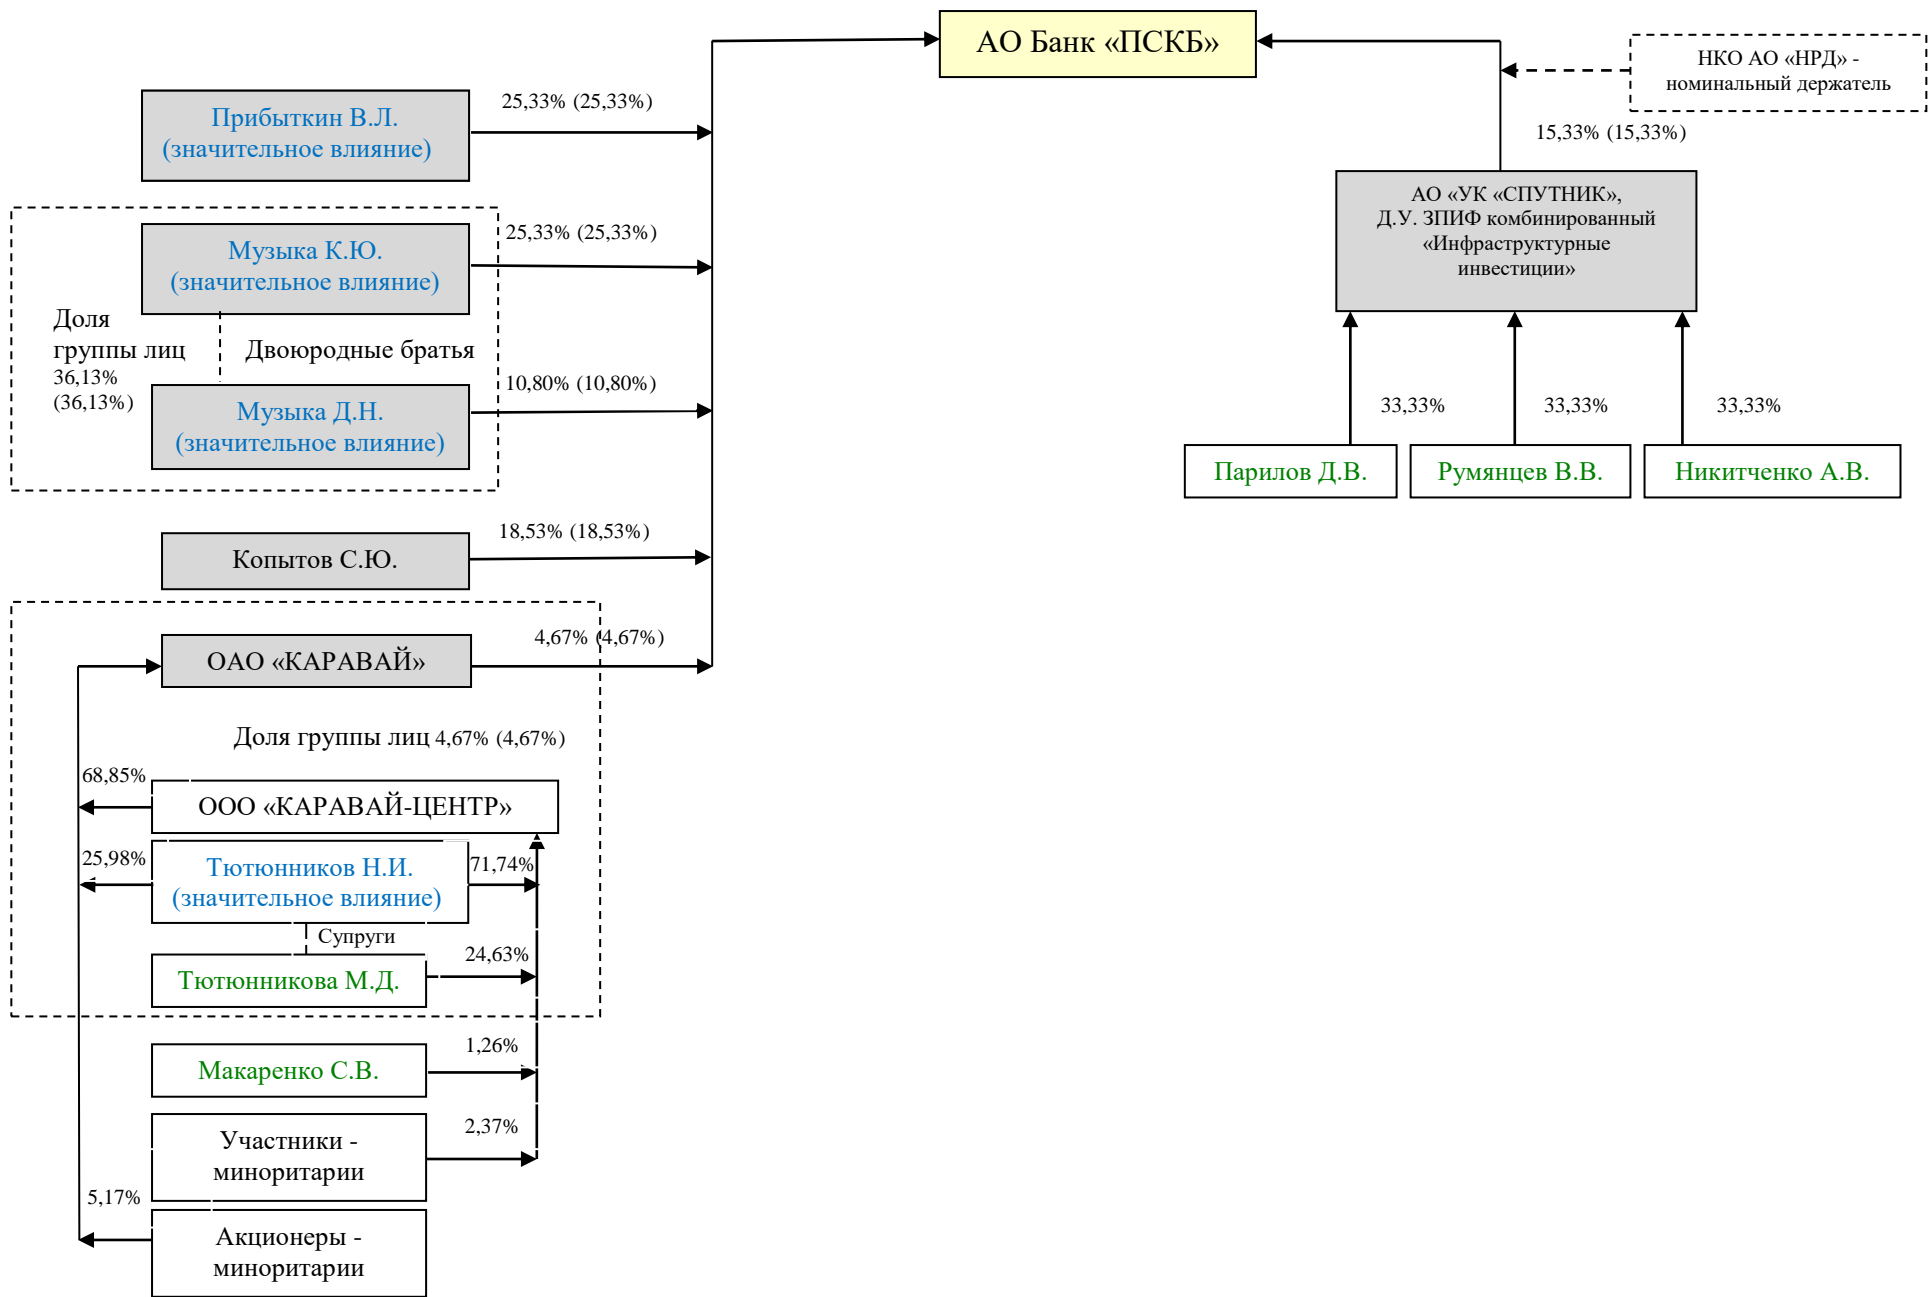 АО Банк «ПСКБ»
НКО АО «НРД» -
номинальный держатель
25,33% (25,33%)
Прибыткин В.Л.
(значительное влияние)
15,33% (15,33%)
АО «УК «СПУТНИК»,
Д.У. ЗПИФ комбинированный
«Инфраструктурные
инвестиции»
25,33% (25,33%)
Музыка К.Ю.
(значительное влияние)
Доля
группы лиц
36,13%
(36,13%)
Двоюродные братья
10,80% (10,80%)
Музыка Д.Н.
(значительное влияние)
33,33%
33,33%
33,33%
Парилов Д.В.
Румянцев В.В.
Никитченко А.В.
18,53% (18,53%)
Копытов С.Ю.
4,67% (4,67%)
ОАО «КАРАВАЙ»
Доля группы лиц 4,67% (4,67%)
68,85%
ООО «КАРАВАЙ-ЦЕНТР»
25,98%
Тютюнников Н.И.
(значительное влияние)
71,74%
Супруги
24,63%
Тютюнникова М.Д.
1,26%
Макаренко С.В.
2,37%
Участники -
миноритарии
5,17%
Акционеры -
миноритарии